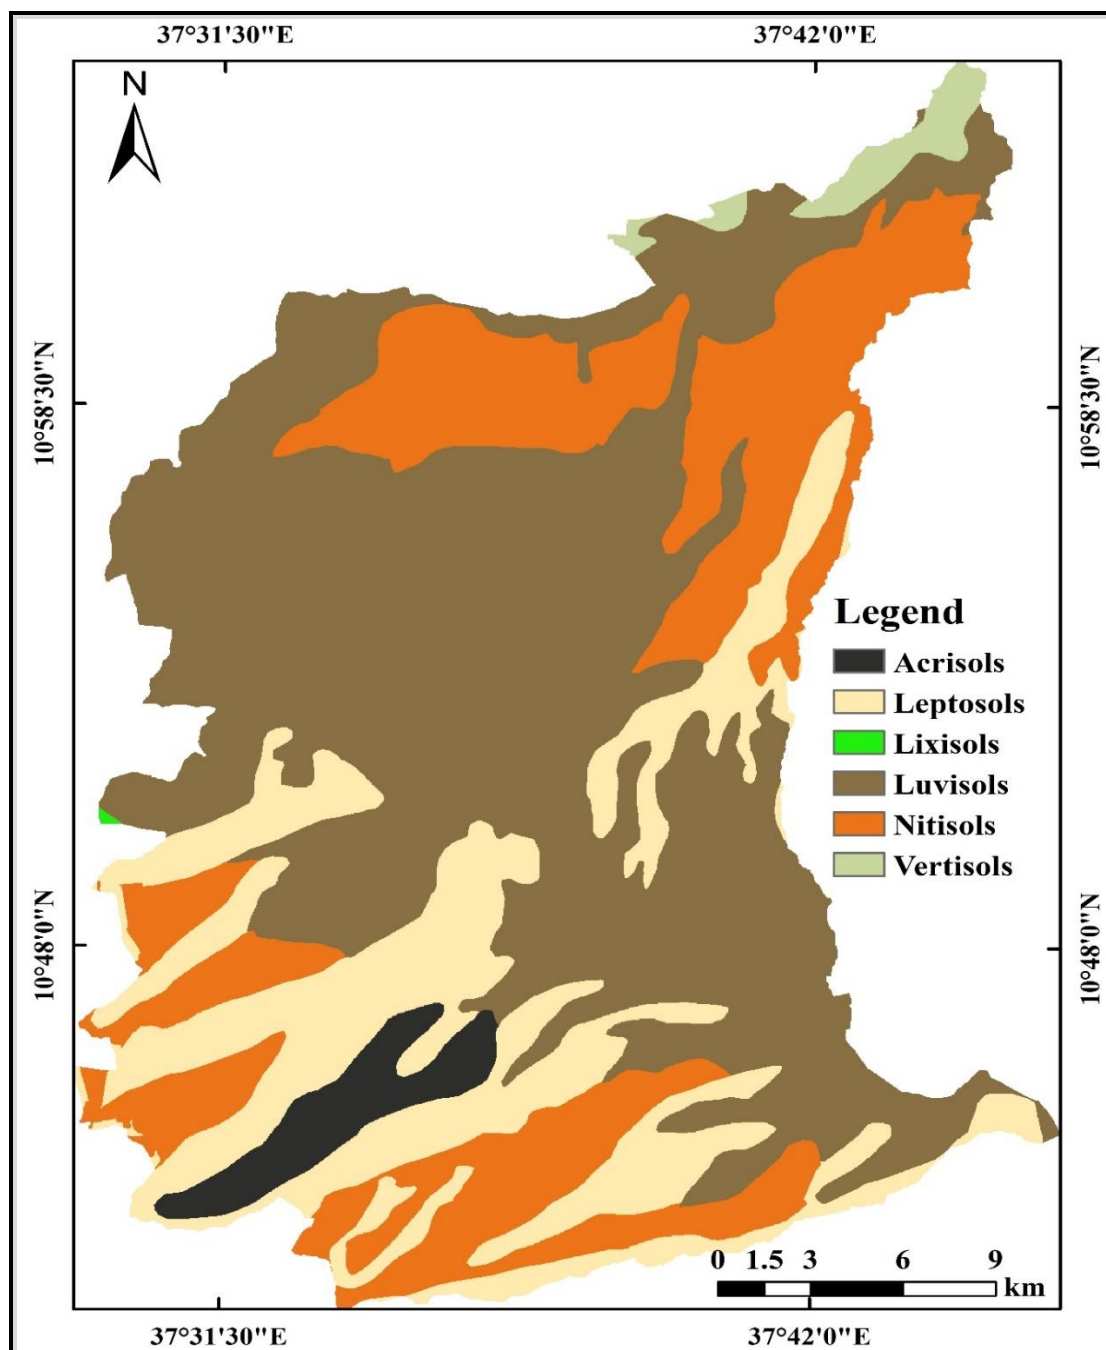 37°31'30"E 37°42'0"E
N
10°58'30"N
10°58'30"N
Legend
Acrisols
Leptosols
Lixisols
Luvisols
Nitisols
Vertisols
10°48'0"N
10°48'0"N
0 1.5 3 6 9
km
37°31'30"E 37°42'0"E